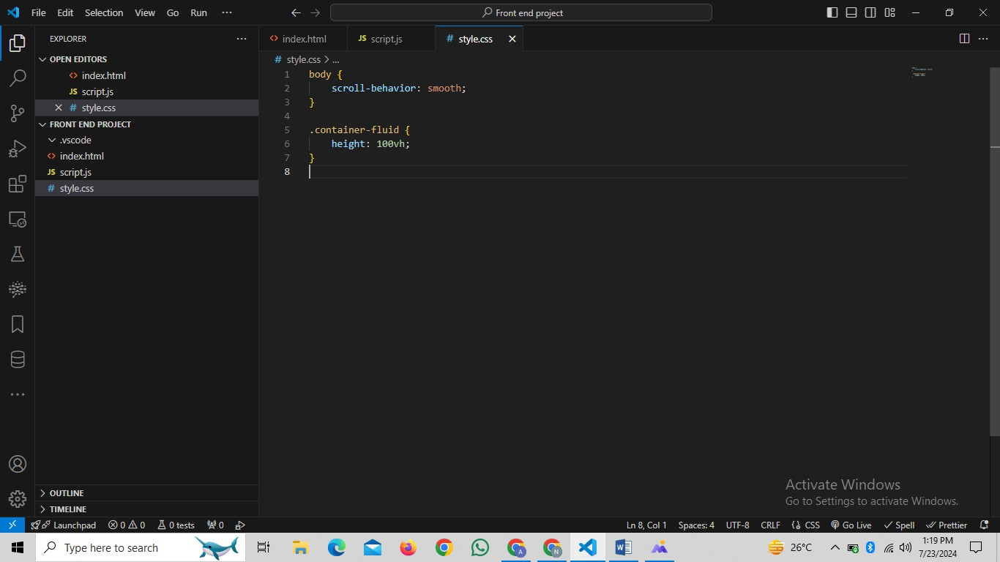 File Edit Selection View Go Run ···
Front end project
EXPLORER ···
OPEN EDITORS
index.html
JS script.js
# style.css
FRONT END PROJECT
.vscode
<> index.html
JS script.js
# style.css
OUTLINE
TIMELINE
<> index.html JS script.js # style.css
# style.css > ...
1 body {
2 scroll-behavior: smooth;
3 }
4
5 .container-fluid {
6 height: 100vh;
7 }
8
Activate Windows
Go to Settings to activate Windows.
Launchpad 0 0 0 tests 0 Ln 8, Col 1 Spaces: 4 UTF-8 CRLF {} CSS Go Live Spell Prettier
Type here to search
A
N
W
26°C
1:19 PM
7/23/2024